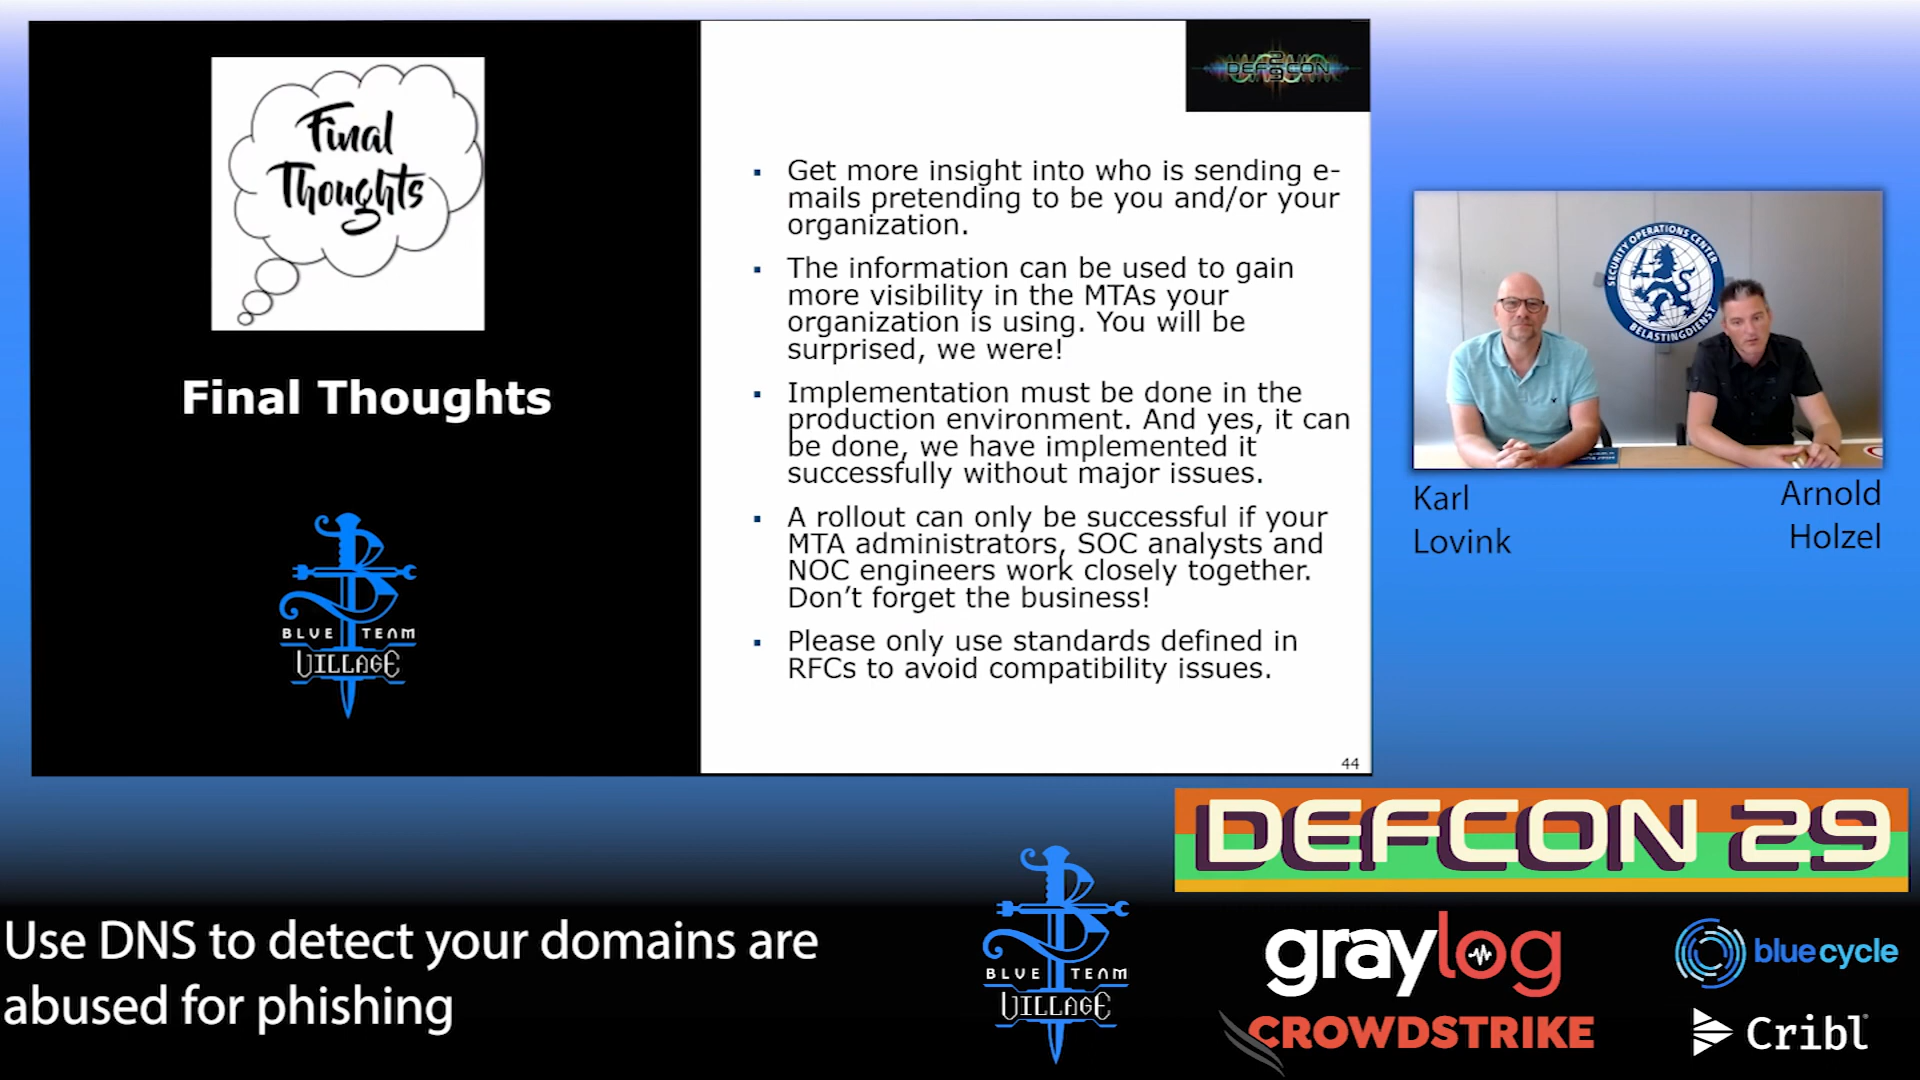 Final
Thoughts
Final Thoughts
BLUE TEAM
VILLAGE
DEFCON
29
▪ Get more insight into who is sending e-
mails pretending to be you and/or your
organization.
▪ The information can be used to gain
more visibility in the MTAs your
organization is using. You will be
surprised, we were!
▪ Implementation must be done in the
production environment. And yes, it can
be done, we have implemented it
successfully without major issues.
▪ A rollout can only be successful if your
MTA administrators, SOC analysts and
NOC engineers work closely together.
Don’t forget the business!
▪ Please only use standards defined in
RFCs to avoid compatibility issues.
44
SECURITY OPERATIONS CENTER
BELASTINGDIENST
Karl
Lovink
Arnold
Holzel
DEFCON 29
Use DNS to detect your domains are
abused for phishing
BLUE TEAM
VILLAGE
graylog
bluecycle
CROWDSTRIKE
Cribl